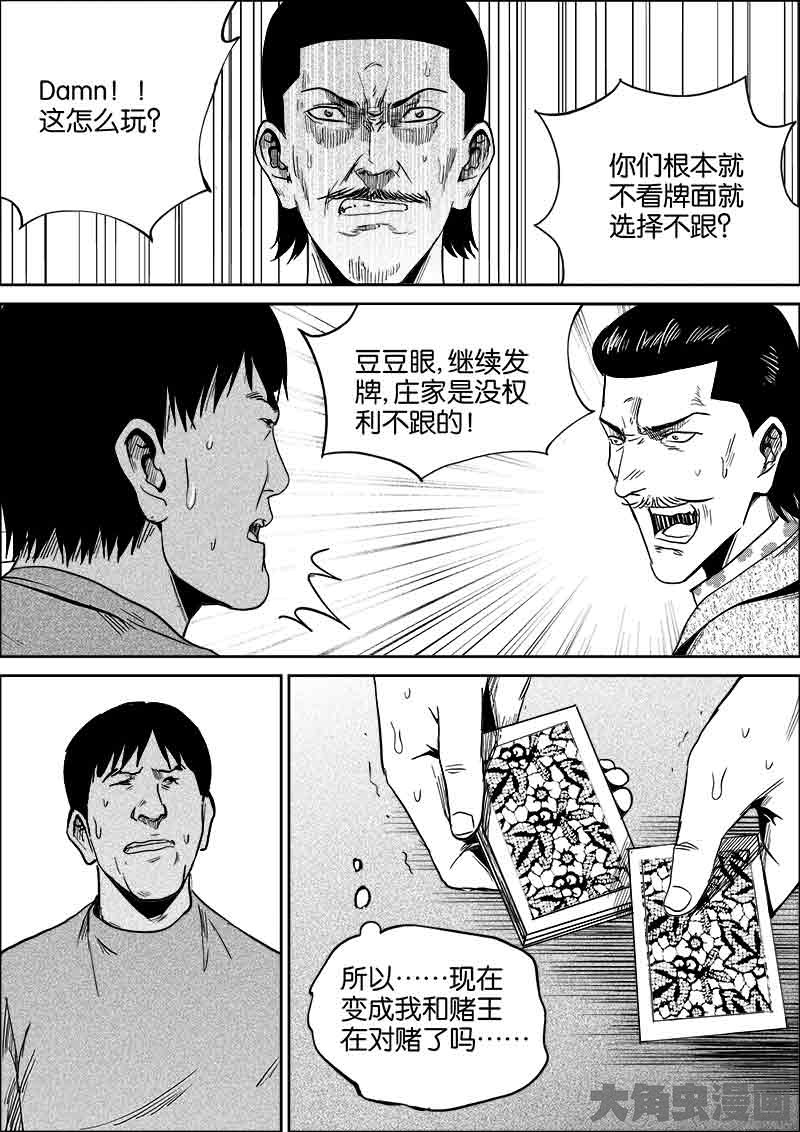 Damn！！
这怎么玩？
你们根本就
不看牌面就
选择不跟？
豆豆眼，继续发
牌，庄家是没权
利不跟的！
所以……现在
变成我和赌王
在对赌了吗……
大角虫漫画